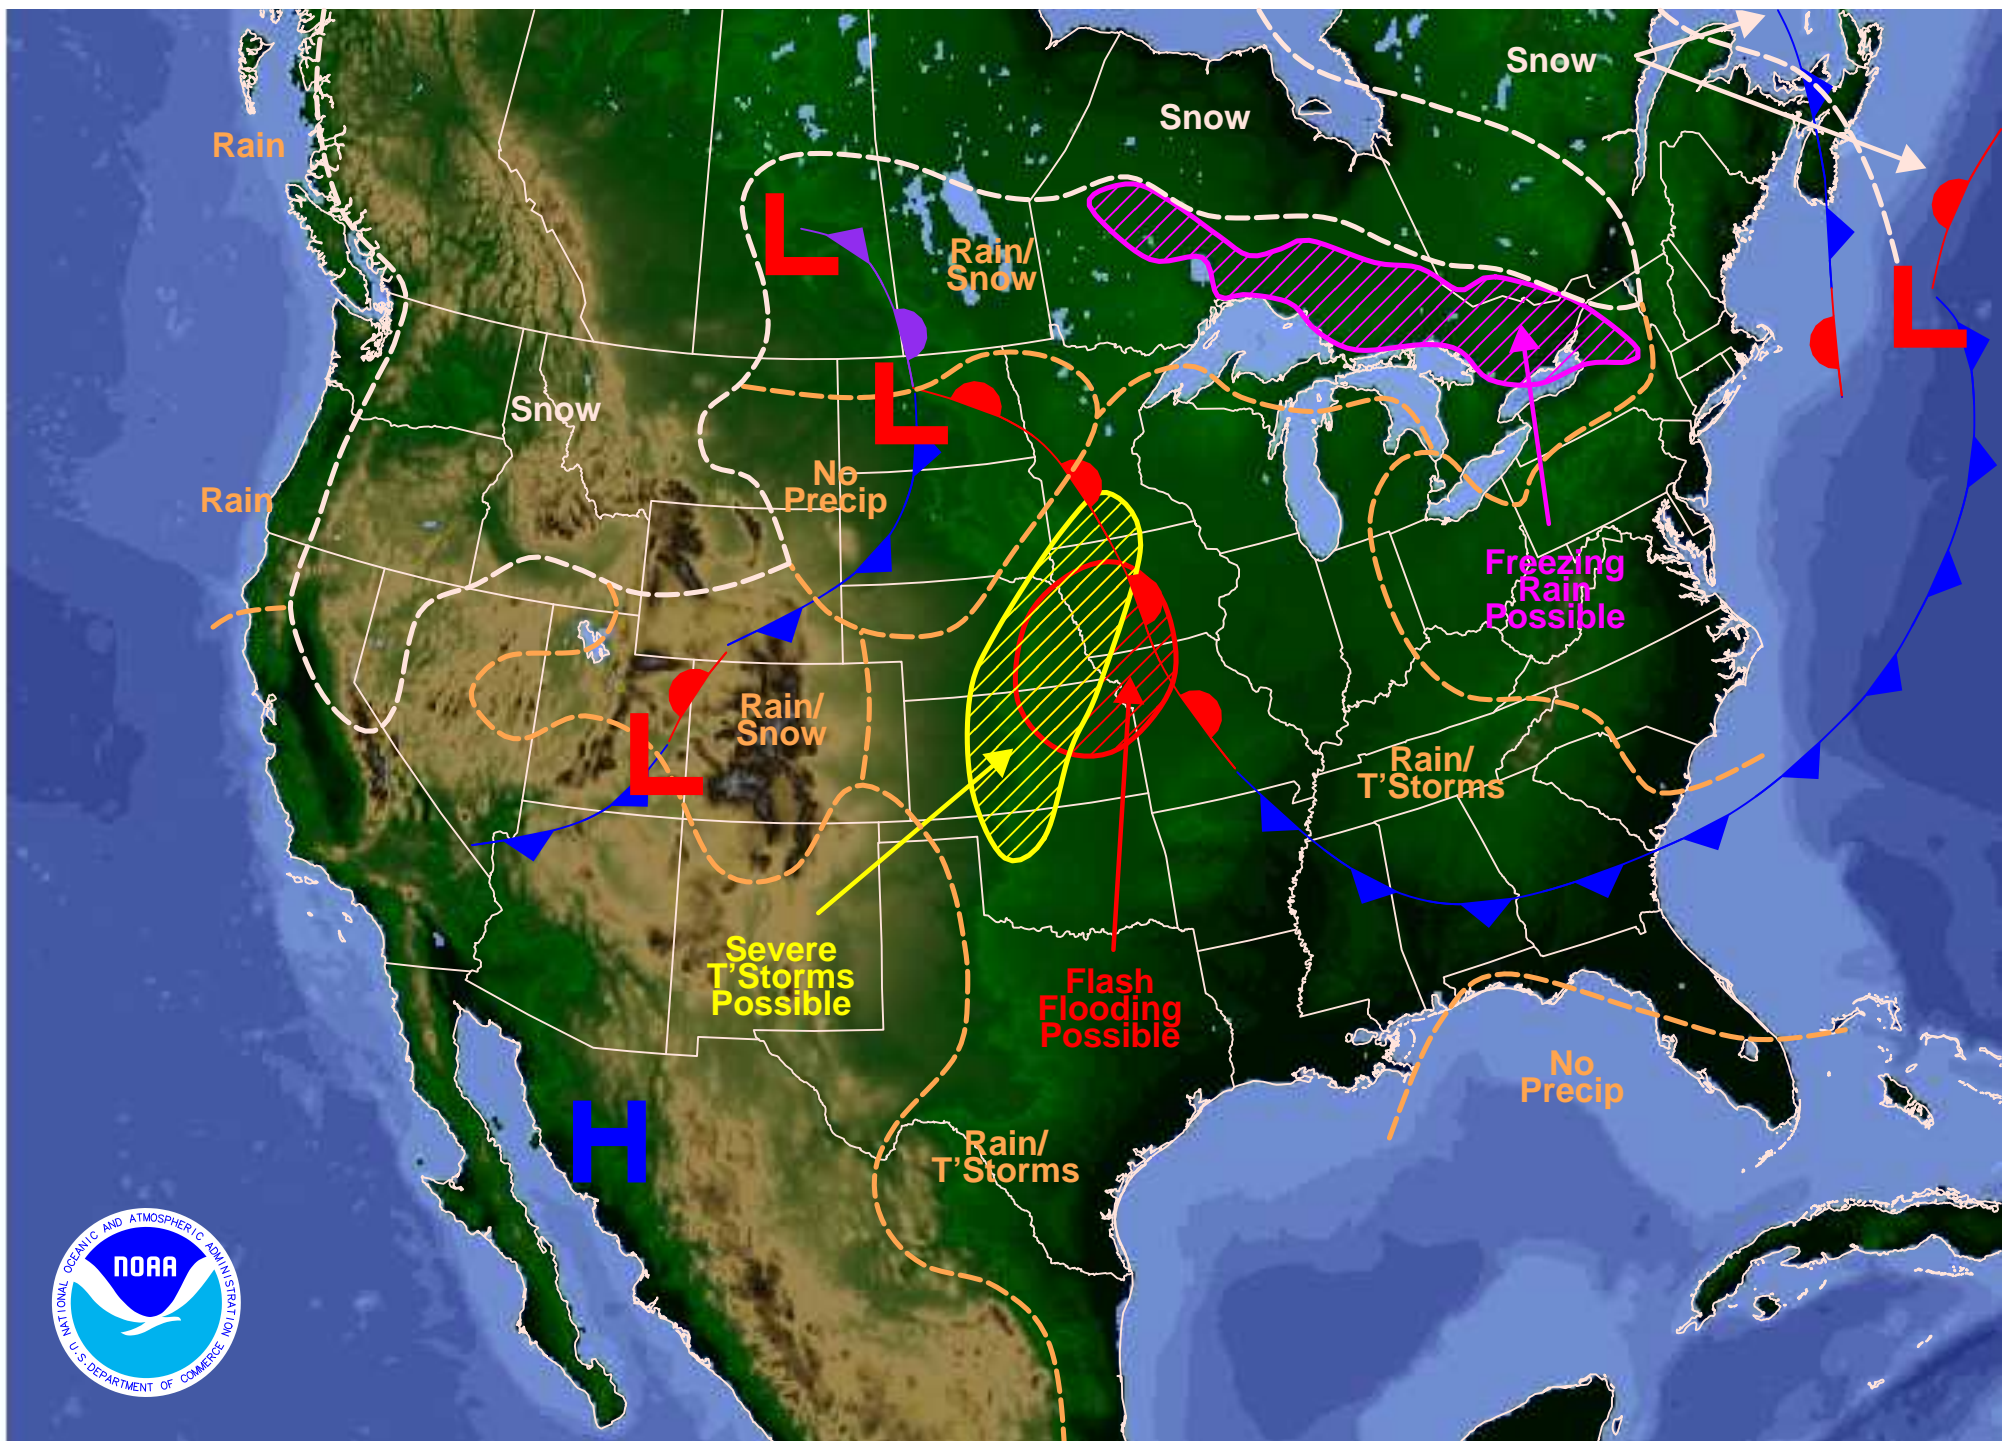 Snow
Snow
Rain
Rain/
Snow
Snow
No
Precip
Rain
Freezing
Rain
Possible
Rain/
Snow
Rain/
T'Storms
Severe
T'Storms
Possible
Flash
Flooding
Possible
No
Precip
Rain/
T'Storms
L
L
L
L
H
NATIONAL OCEANIC AND ATMOSPHERIC ADMINISTRATION
NOAA
U.S. DEPARTMENT OF COMMERCE